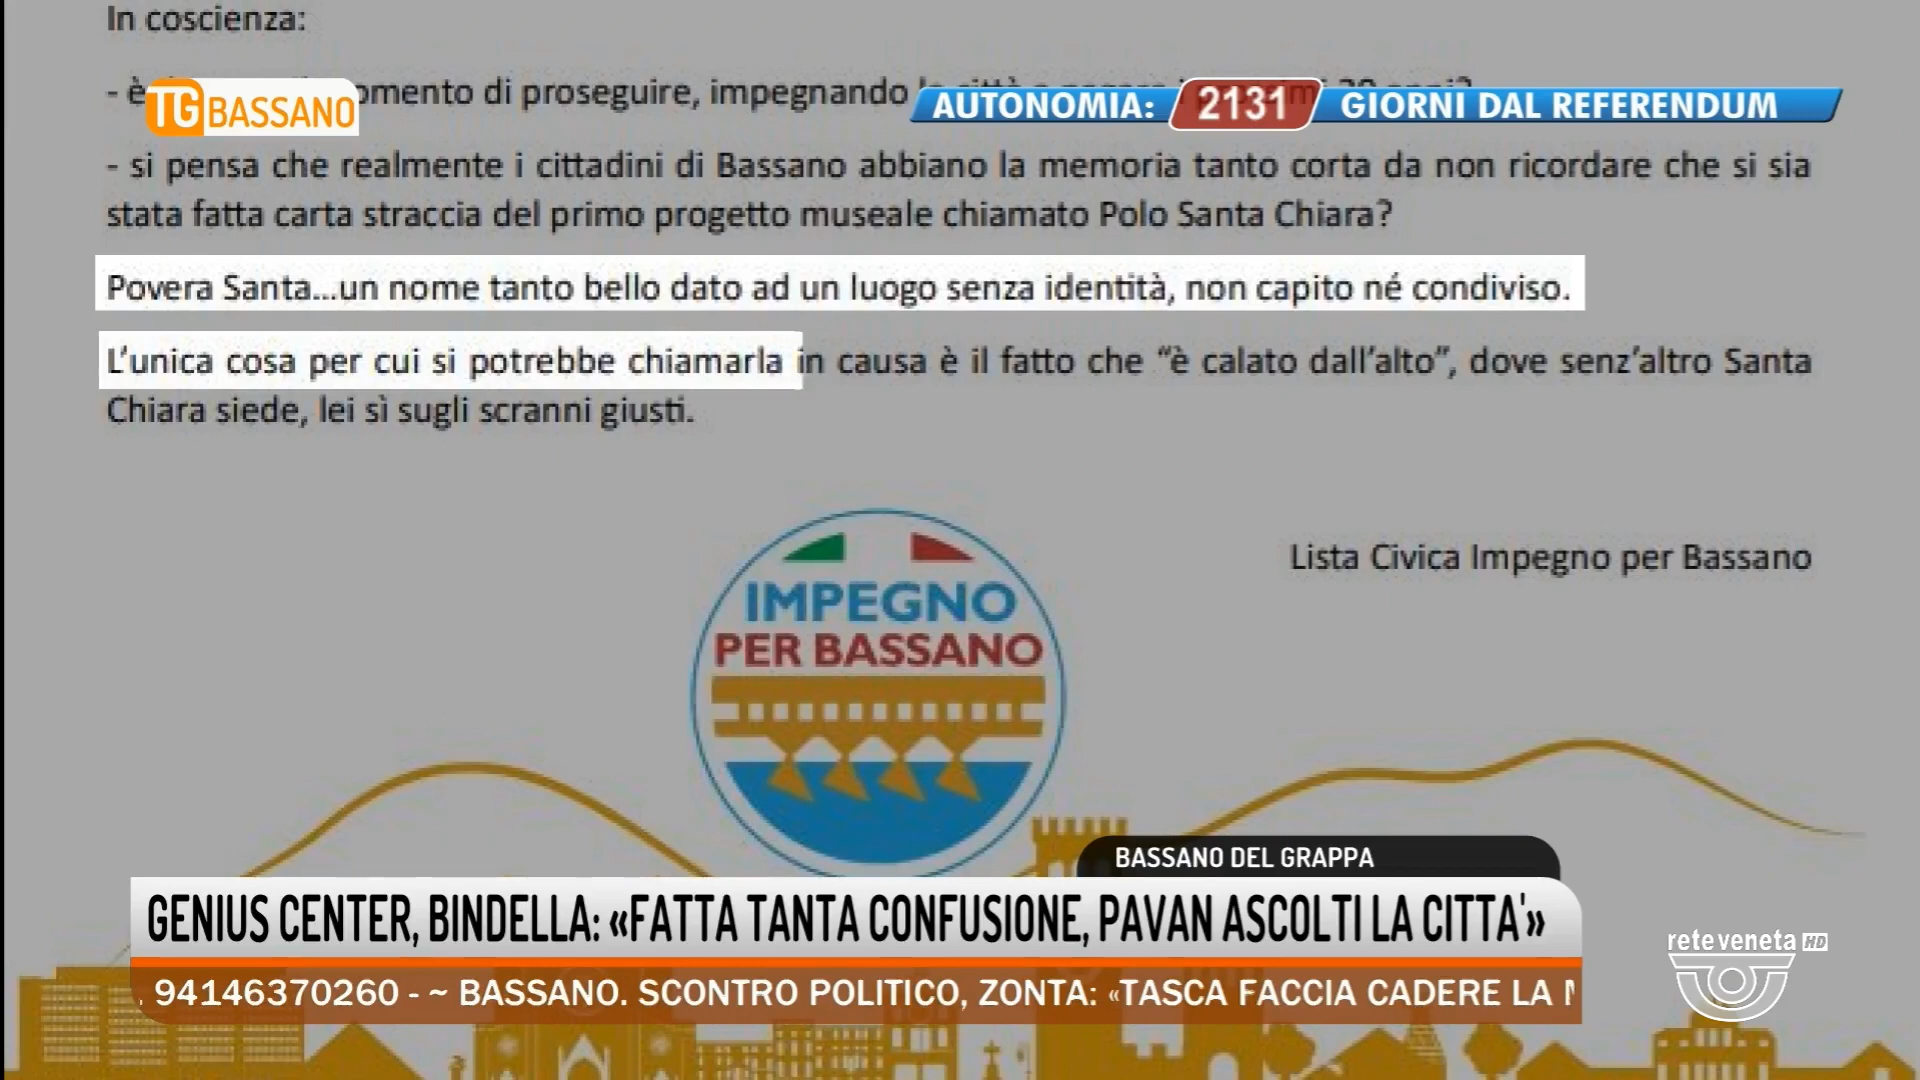 In coscienza:
- è
omento di proseguire, impegnando
TG BASSANO
AUTONOMIA: 2131 GIORNI DAL REFERENDUM
- si pensa che realmente i cittadini di Bassano abbiano la memoria tanto corta da non ricordare che si sia
stata fatta carta straccia del primo progetto museale chiamato Polo Santa Chiara?
Povera Santa...un nome tanto bello dato ad un luogo senza identità, non capito né condiviso.
L’unica cosa per cui si potrebbe chiamarla in causa è il fatto che “è calato dall’alto”, dove senz’altro Santa
Chiara siede, lei sì sugli scranni giusti.
Lista Civica Impegno per Bassano
IMPEGNO
PER BASSANO
BASSANO DEL GRAPPA
GENIUS CENTER, BINDELLA: «FATTA TANTA CONFUSIONE, PAVAN ASCOLTI LA CITTA'»
reteveneta HD
. 94146370260 - ~ BASSANO. SCONTRO POLITICO, ZONTA: «TASCA FACCIA CADERE LA